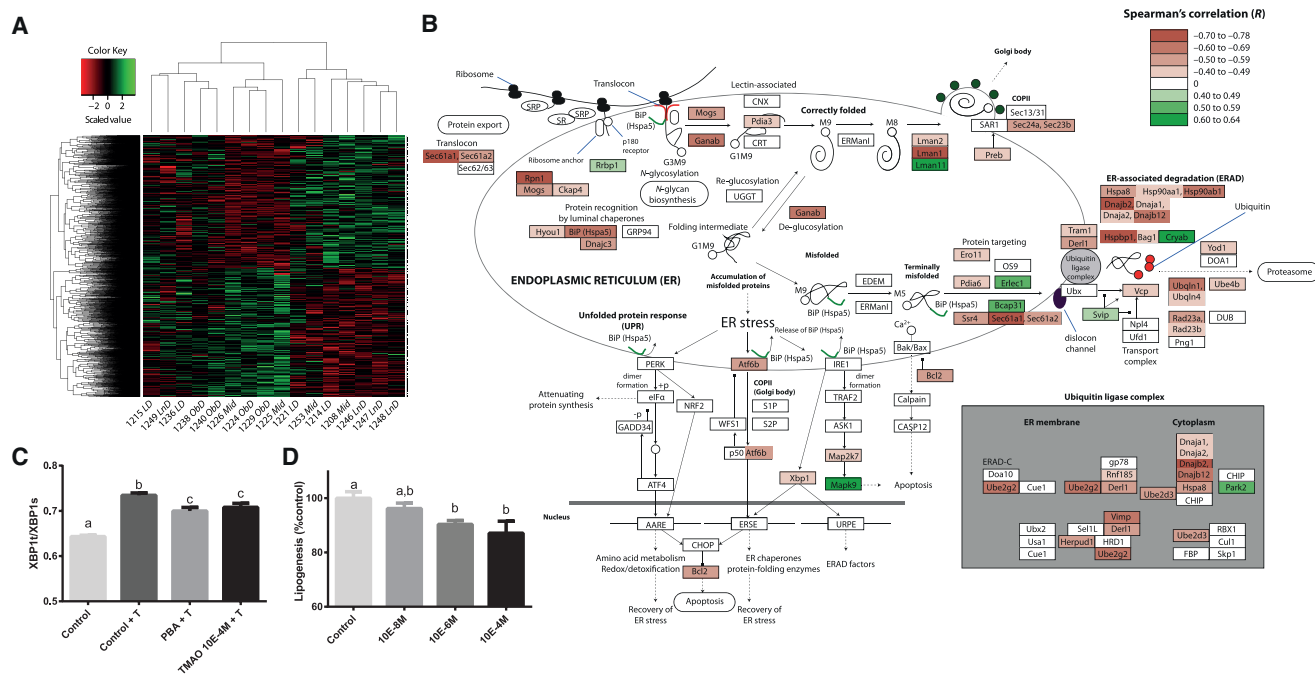 A
Color Key
−2 0 2
Scaled value
1215 LD
1249 LnD
1236 LD
1238 ObD
1240 ObD
1226 Mid
1224 ObD
1229 ObD
1225 Mid
1221 LD
1253 Mid
1214 LD
1208 Mid
1246 LnD
1247 LnD
1248 LnD
B
Spearman's correlation (R)
−0.70 to −0.78
−0.60 to −0.69
−0.50 to −0.59
−0.40 to −0.49
0
0.40 to 0.49
0.50 to 0.59
0.60 to 0.64
Ribosome
SRP
SRP
SR
Protein export
Translocon
Sec61a1, Sec61a2
Sec62/63
Translocon
BiP
(Hspa5)
p180
receptor
Ribosome anchor
Rrbp1
Rpn1
Mogs
Ckap4
G3M9
N-glycosylation
N-glycan
biosynthesis
Mogs
Ganab
Lectin-associated
CNX
Pdia3
CRT
G1M9
Correctly folded
M9
ERManI
M8
Lman2
Lman1
Lman11
Golgi body
COPII
Sec13/31
SAR1
Sec24a, Sec23b
Preb
Re-glucosylation
UGGT
Ganab
De-glucosylation
Protein recognition
by luminal chaperones
Hyou1
BiP (Hspa5)
GRP94
Dnajc3
Folding intermediate
G1M9
Misfolded
ENDOPLASMIC RETICULUM (ER)
Accumulation of
misfolded proteins
M9
BiP (Hspa5)
EDEM
ERManI
M5
Terminally
misfolded
BiP (Hspa5)
Protein targeting
Ero11
OS9
Pdia6
Erlec1
Bcap31
Ssr4
Sec61a1, Sec61a2
ER-associated degradation (ERAD)
Hspa8
Hsp90aa1, Hsp90ab1
Dnajb2, Dnaja1,
Dnaja2, Dnajb12
Ubiquitin
Tram1
Derl1
Hspbp1, Bag1
Cryab
Ubiquitin
ligase
complex
Yod1
DOA1
Proteasome
Ubx
Vcp
Svip
Npl4
Ufd1
Transport
complex
dislocon
channel
Ubqln1,
Ubqln4
Ube4b
Rad23a,
Rad23b
DUB
Png1
Unfolded protein response
(UPR)
BiP (Hspa5)
ER stress
Release of BiP (Hspa5)
BiP (Hspa5)
BiP (Hspa5)
PERK
Atf6b
IRE1
Ca2+
Bak/Bax
Bcl2
dimer
formation
+p
eIFα
Attenuating
protein synthesis
−p
GADD34
NRF2
ATF4
COPII
(Golgi body)
S1P
S2P
WFS1
p50 Atf6b
dimer
formation
TRAF2
ASK1
Map2k7
Mapk9
Xbp1
Calpain
CASP12
Apoptosis
Nucleus
AARE
ERSE
URPE
CHOP
Bcl2
Amino acid metabolism
Redox/detoxification
ER chaperones
protein-folding enzymes
ERAD factors
Apoptosis
Recovery of
ER stress
Recovery of
ER stress
Ubiquitin ligase complex
ER membrane
Cytoplasm
ERAD-C
Doa10
Ube2g2
Cue1
gp78
Rnf185
Ube2g2
Derl1
Ube2d3
Dnaja1,
Dnaja2,
Dnajb2,
Dnajb12
Hspa8
CHIP
CHIP
Park2
Ubx2
Usa1
Cue1
Sel1L
Herpud1
Vimp
Derl1
HRD1
Ube2g2
Ube2d3
FBP
RBX1
Cul1
Skp1
C
XBP1t/XBP1s
0.8
0.7
0.6
0.5
a
b
c
c
Control
Control + T
PBA + T
TMAO 10E-4M + T
D
Lipogenesis (%control)
100
80
60
a
a,b
b
b
Control
10E-8M
10E-6M
10E-4M